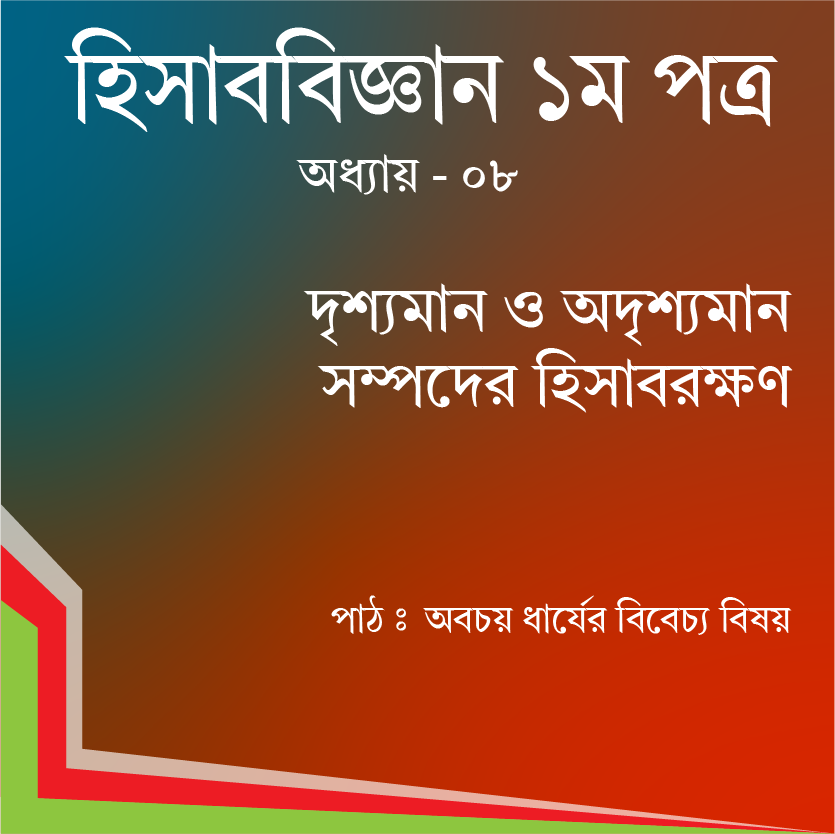 হিসাববিজ্ঞান ১ম পত্র
অধ্যায় - ০৮
দৃশ্যমান ও অদৃশ্যমান
সম্পদের হিসাবরক্ষণ
পাঠ ঃ অবচয় ধার্যের বিবেচ্য বিষয়